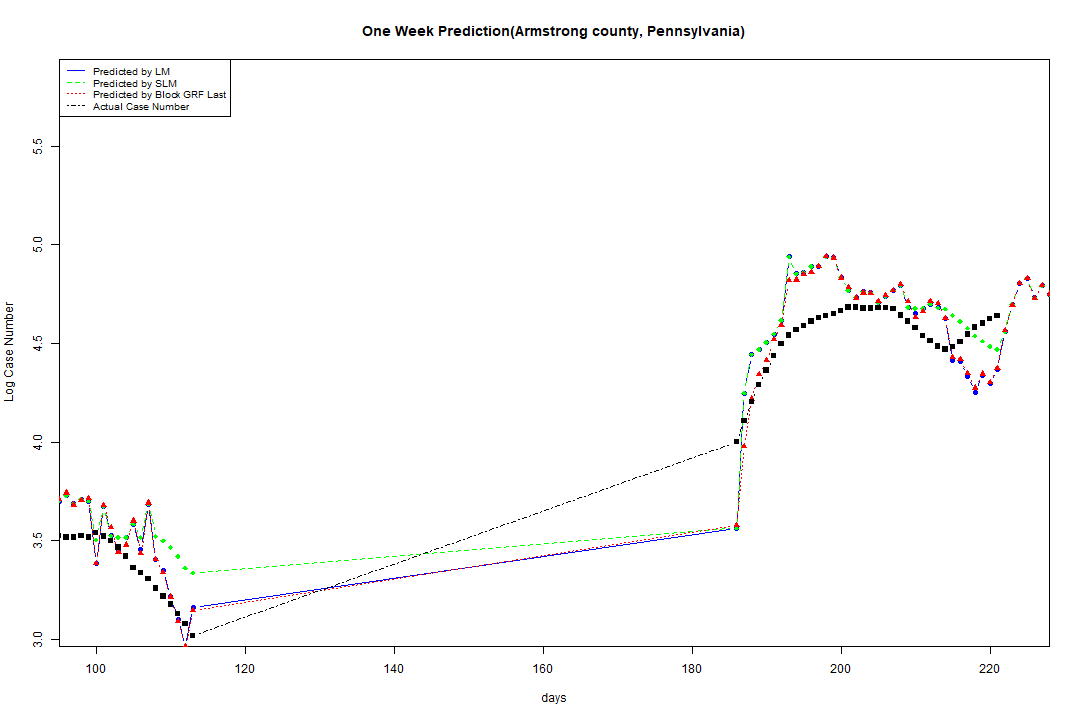 One Week Prediction(Armstrong county, Pennsylvania)
Predicted by LM
Predicted by SLM
Predicted by Block GRF Last
Actual Case Number
5.5
5.0
4.5
4.0
3.5
3.0
Log Case Number
100 120 140 160 180 200 220
days